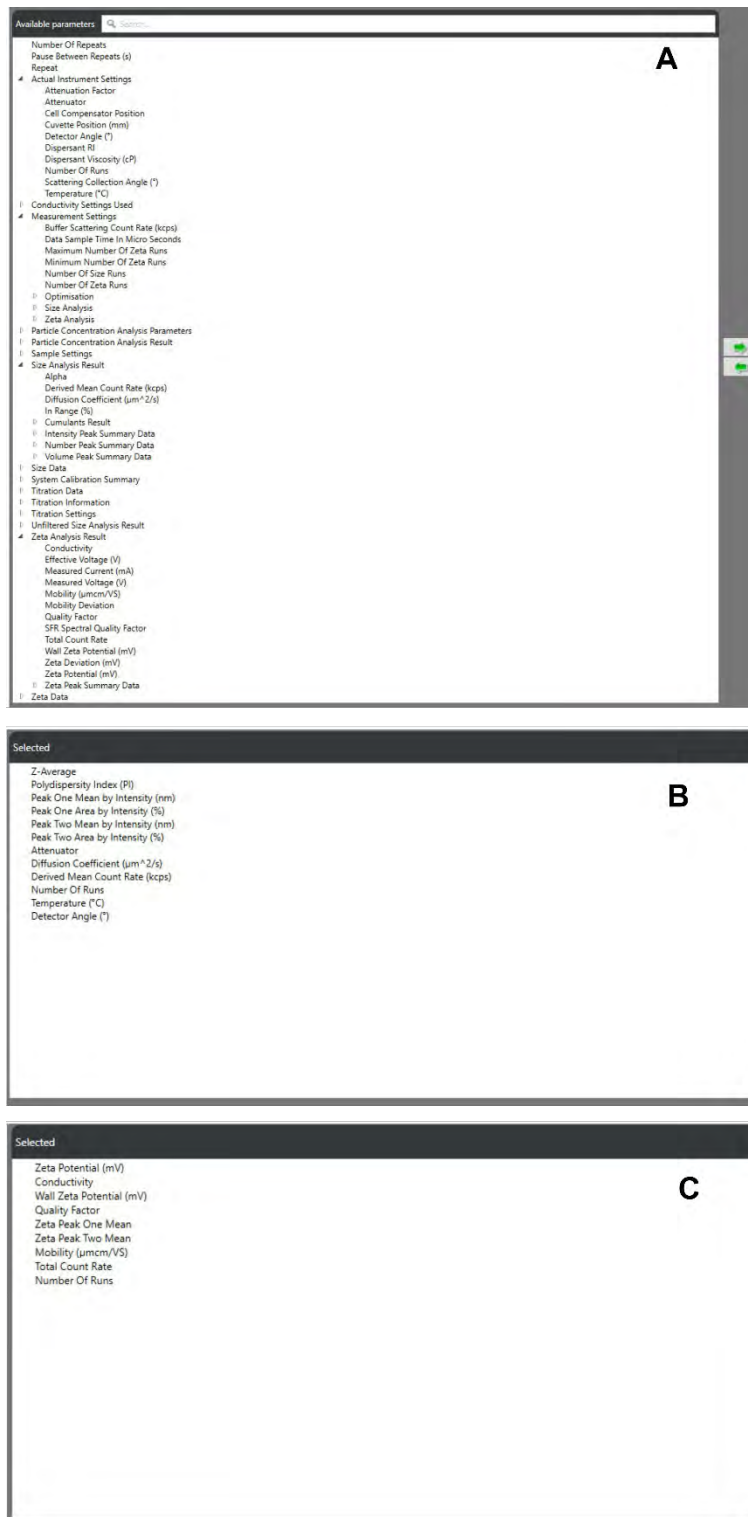 Available parameters Search...
A
Number Of Repeats
Pause Between Repeats (s)
Repeat
Actual Instrument Settings
Attenuation Factor
Attenuator
Cell Compensator Position
Cuvette Position (mm)
Detector Angle (°)
Dispersant RI
Dispersant Viscosity (cP)
Number Of Runs
Scattering Collection Angle (°)
Temperature (°C)
Conductivity Settings Used
Measurement Settings
Buffer Scattering Count Rate (kcps)
Data Sample Time In Micro Seconds
Maximum Number Of Zeta Runs
Minimum Number Of Zeta Runs
Number Of Size Runs
Number Of Zeta Runs
Optimisation
Size Analysis
Zeta Analysis
Particle Concentration Analysis Parameters
Particle Concentration Analysis Result
Sample Settings
Size Analysis Result
Alpha
Derived Mean Count Rate (kcps)
Diffusion Coefficient (µm^2/s)
In Range (%)
Cumulants Result
Intensity Peak Summary Data
Number Peak Summary Data
Volume Peak Summary Data
Size Data
System Calibration Summary
Titration Data
Titration Information
Titration Settings
Unfiltered Size Analysis Result
Zeta Analysis Result
Conductivity
Effective Voltage (V)
Measured Current (mA)
Measured Voltage (V)
Mobility (µmcm/VS)
Mobility Deviation
Quality Factor
SFR Spectral Quality Factor
Total Count Rate
Wall Zeta Potential (mV)
Zeta Deviation (mV)
Zeta Potential (mV)
Zeta Peak Summary Data
Zeta Data
Selected
B
Z-Average
Polydispersity Index (PI)
Peak One Mean by Intensity (nm)
Peak One Area by Intensity (%)
Peak Two Mean by Intensity (nm)
Peak Two Area by Intensity (%)
Attenuator
Diffusion Coefficient (µm^2/s)
Derived Mean Count Rate (kcps)
Number Of Runs
Temperature (°C)
Detector Angle (°)
Selected
C
Zeta Potential (mV)
Conductivity
Wall Zeta Potential (mV)
Quality Factor
Zeta Peak One Mean
Zeta Peak Two Mean
Mobility (µmcm/VS)
Total Count Rate
Number Of Runs